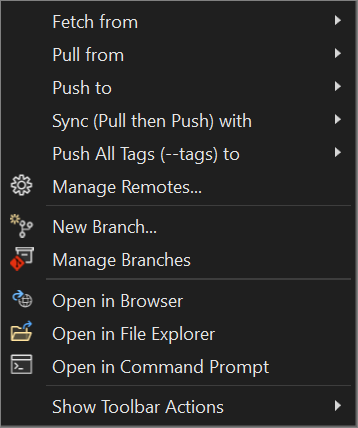 Fetch from
Pull from
Push to
Sync (Pull then Push) with
Push All Tags (--tags) to
Manage Remotes...
New Branch...
Manage Branches
Open in Browser
Open in File Explorer
Open in Command Prompt
Show Toolbar Actions